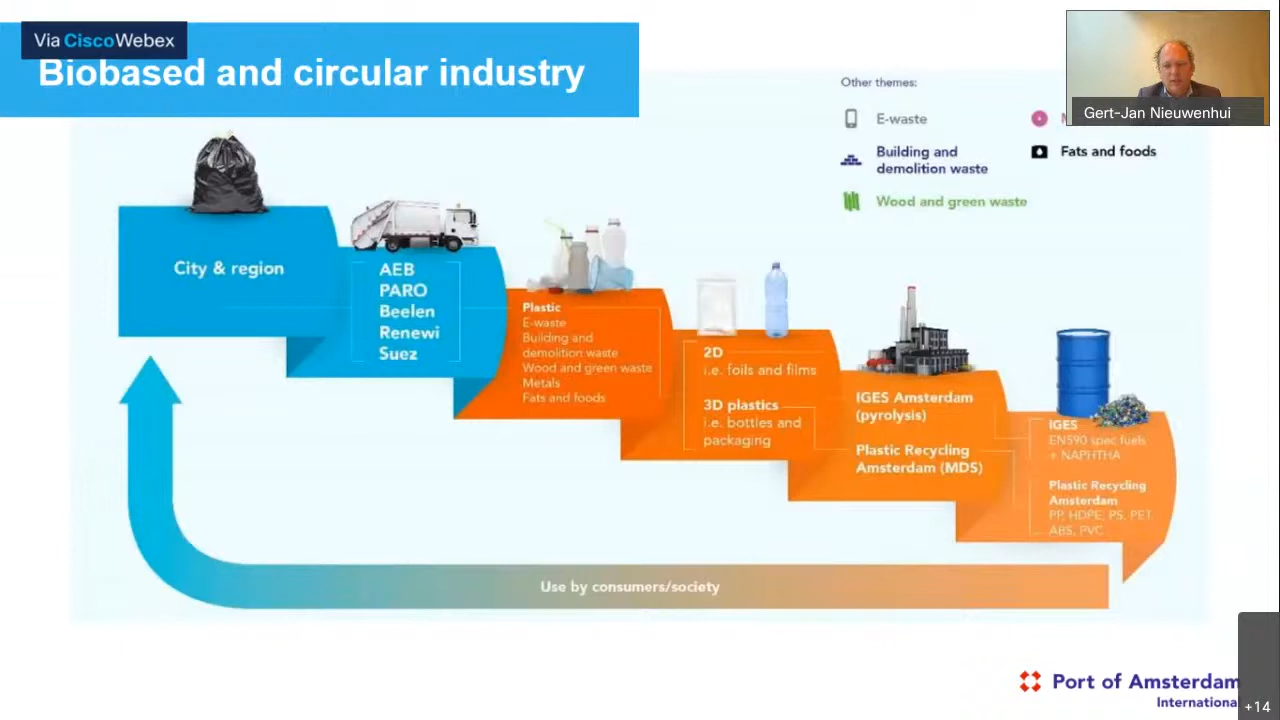 Via Cisco Webex
Biobased and circular industry
Gert-Jan Nieuwenhui
Other themes:
E-waste
Building and
demolition waste
Fats and foods
Wood and green waste
City & region
AEB
PARO
Beelen
Renewi
Suez
Plastic
E-waste
Building and
demolition waste
Wood and green waste
Metals
Fats and foods
2D
i.e. foils and films
3D plastics
i.e. bottles and
packaging
IGES Amsterdam
(pyrolysis)
Plastic Recycling
Amsterdam (MDS)
IGES
EN590 spec fuels
+ NAPHTHA
Plastic Recycling
Amsterdam
PP, HDPE, PS, PET,
ABS, PVC
Use by consumers/society
Port of Amsterdam
International
+14